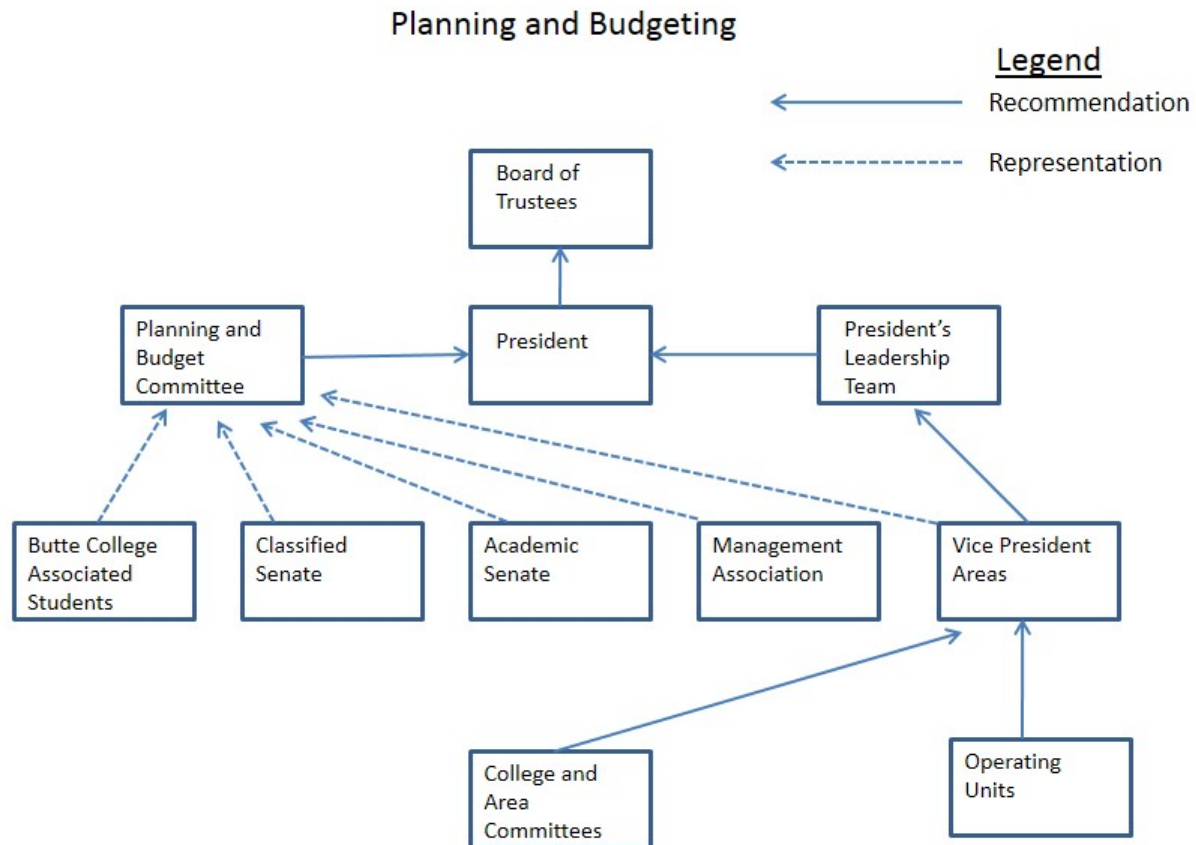 Planning and Budgeting
Legend
Recommendation
Representation
Board of
Trustees
Planning and
Budget
Committee
President
President’s
Leadership
Team
Butte College
Associated
Students
Classified
Senate
Academic
Senate
Management
Association
Vice President
Areas
College and
Area
Committees
Operating
Units